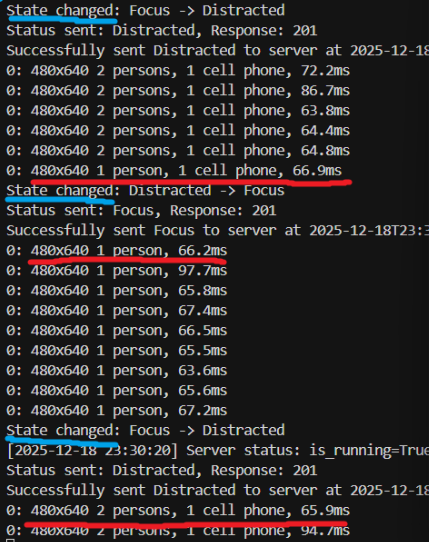 State changed: Focus -> Distracted
Status sent: Distracted, Response: 201
Successfully sent Distracted to server at 2025-12-18
0: 480x640 2 persons, 1 cell phone, 72.2ms
0: 480x640 2 persons, 1 cell phone, 86.7ms
0: 480x640 2 persons, 1 cell phone, 63.8ms
0: 480x640 2 persons, 1 cell phone, 64.4ms
0: 480x640 2 persons, 1 cell phone, 64.8ms
0: 480x640 1 person, 1 cell phone, 66.9ms
State changed: Distracted -> Focus
Status sent: Focus, Response: 201
Successfully sent Focus to server at 2025-12-18T23:3
0: 480x640 1 person, 66.2ms
0: 480x640 1 person, 97.7ms
0: 480x640 1 person, 65.8ms
0: 480x640 1 person, 67.4ms
0: 480x640 1 person, 66.5ms
0: 480x640 1 person, 65.5ms
0: 480x640 1 person, 63.6ms
0: 480x640 1 person, 65.6ms
0: 480x640 1 person, 67.2ms
State changed: Focus -> Distracted
[2025-12-18 23:30:20] Server status: is_running=True
Status sent: Distracted, Response: 201
Successfully sent Distracted to server at 2025-12-18
0: 480x640 2 persons, 1 cell phone, 65.9ms
0: 480x640 2 persons, 1 cell phone, 94.7ms